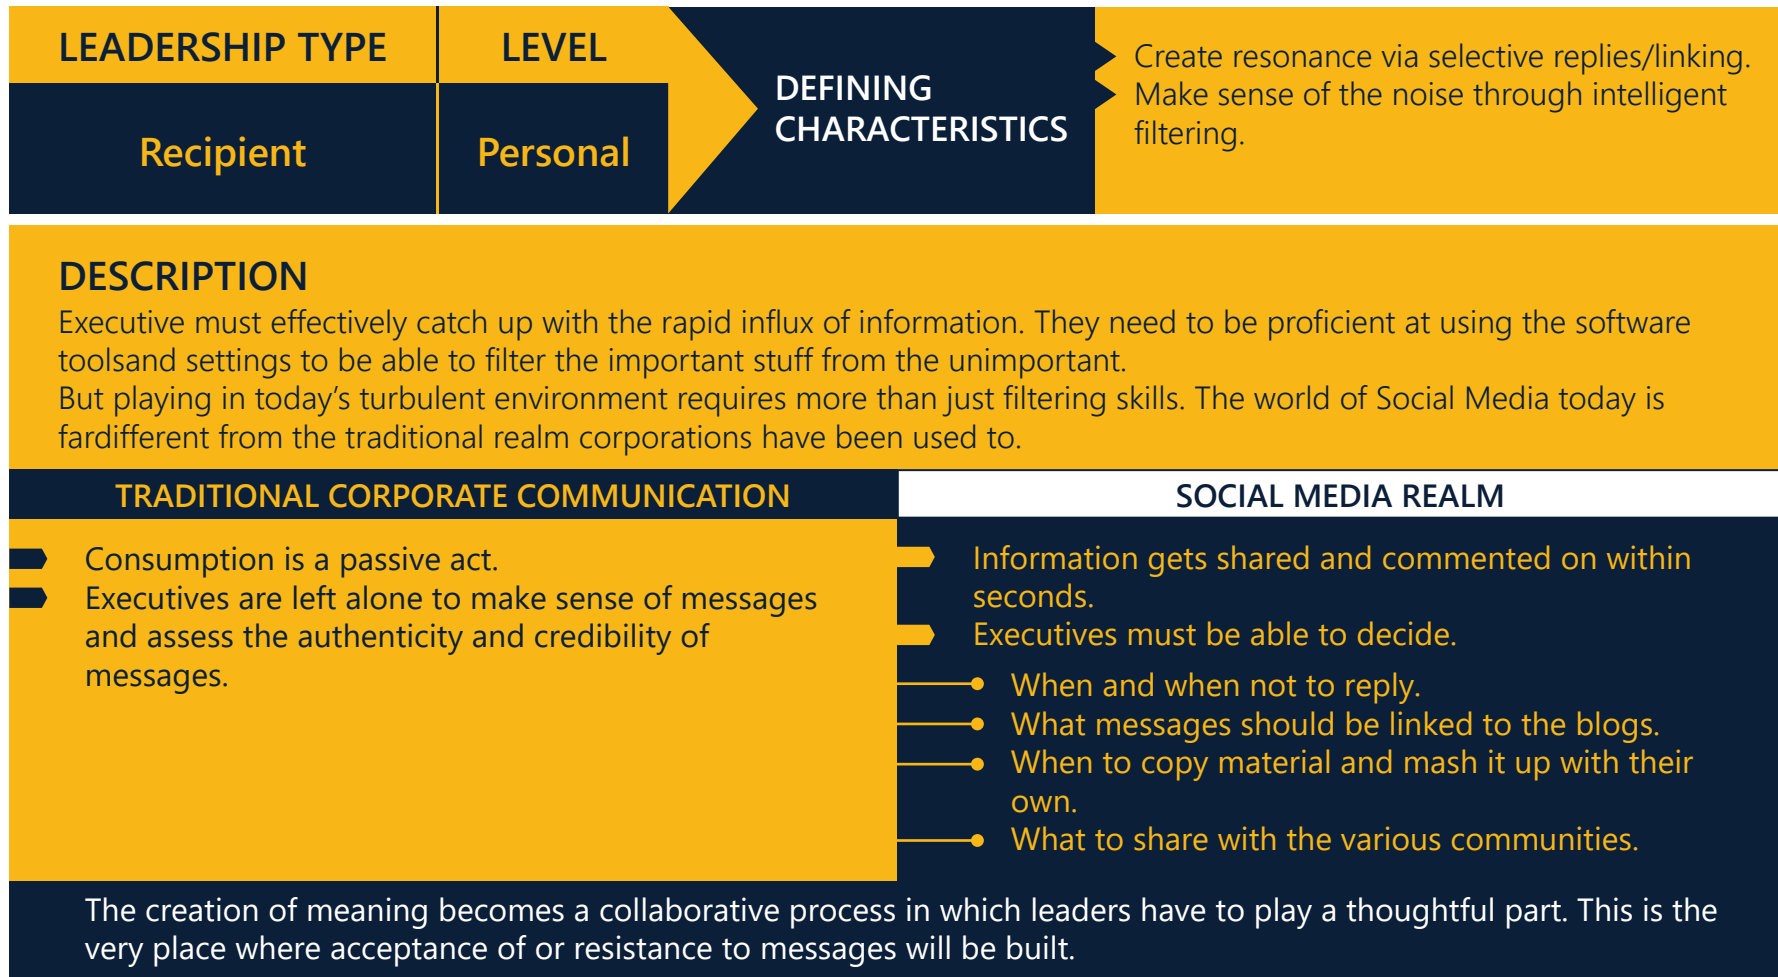 LEADERSHIP TYPE
LEVEL
Recipient
Personal
DEFINING
CHARACTERISTICS
Create resonance via selective replies/linking.
Make sense of the noise through intelligent
filtering.
DESCRIPTION
Executive must effectively catch up with the rapid influx of information. They need to be proficient at using the software
toolsand settings to be able to filter the important stuff from the unimportant.
But playing in today’s turbulent environment requires more than just filtering skills. The world of Social Media today is
fardifferent from the traditional realm corporations have been used to.
TRADITIONAL CORPORATE COMMUNICATION
Consumption is a passive act.
Executives are left alone to make sense of messages
and assess the authenticity and credibility of
messages.
SOCIAL MEDIA REALM
Information gets shared and commented on within
seconds.
Executives must be able to decide.
When and when not to reply.
What messages should be linked to the blogs.
When to copy material and mash it up with their
own.
What to share with the various communities.
The creation of meaning becomes a collaborative process in which leaders have to play a thoughtful part. This is the
very place where acceptance of or resistance to messages will be built.